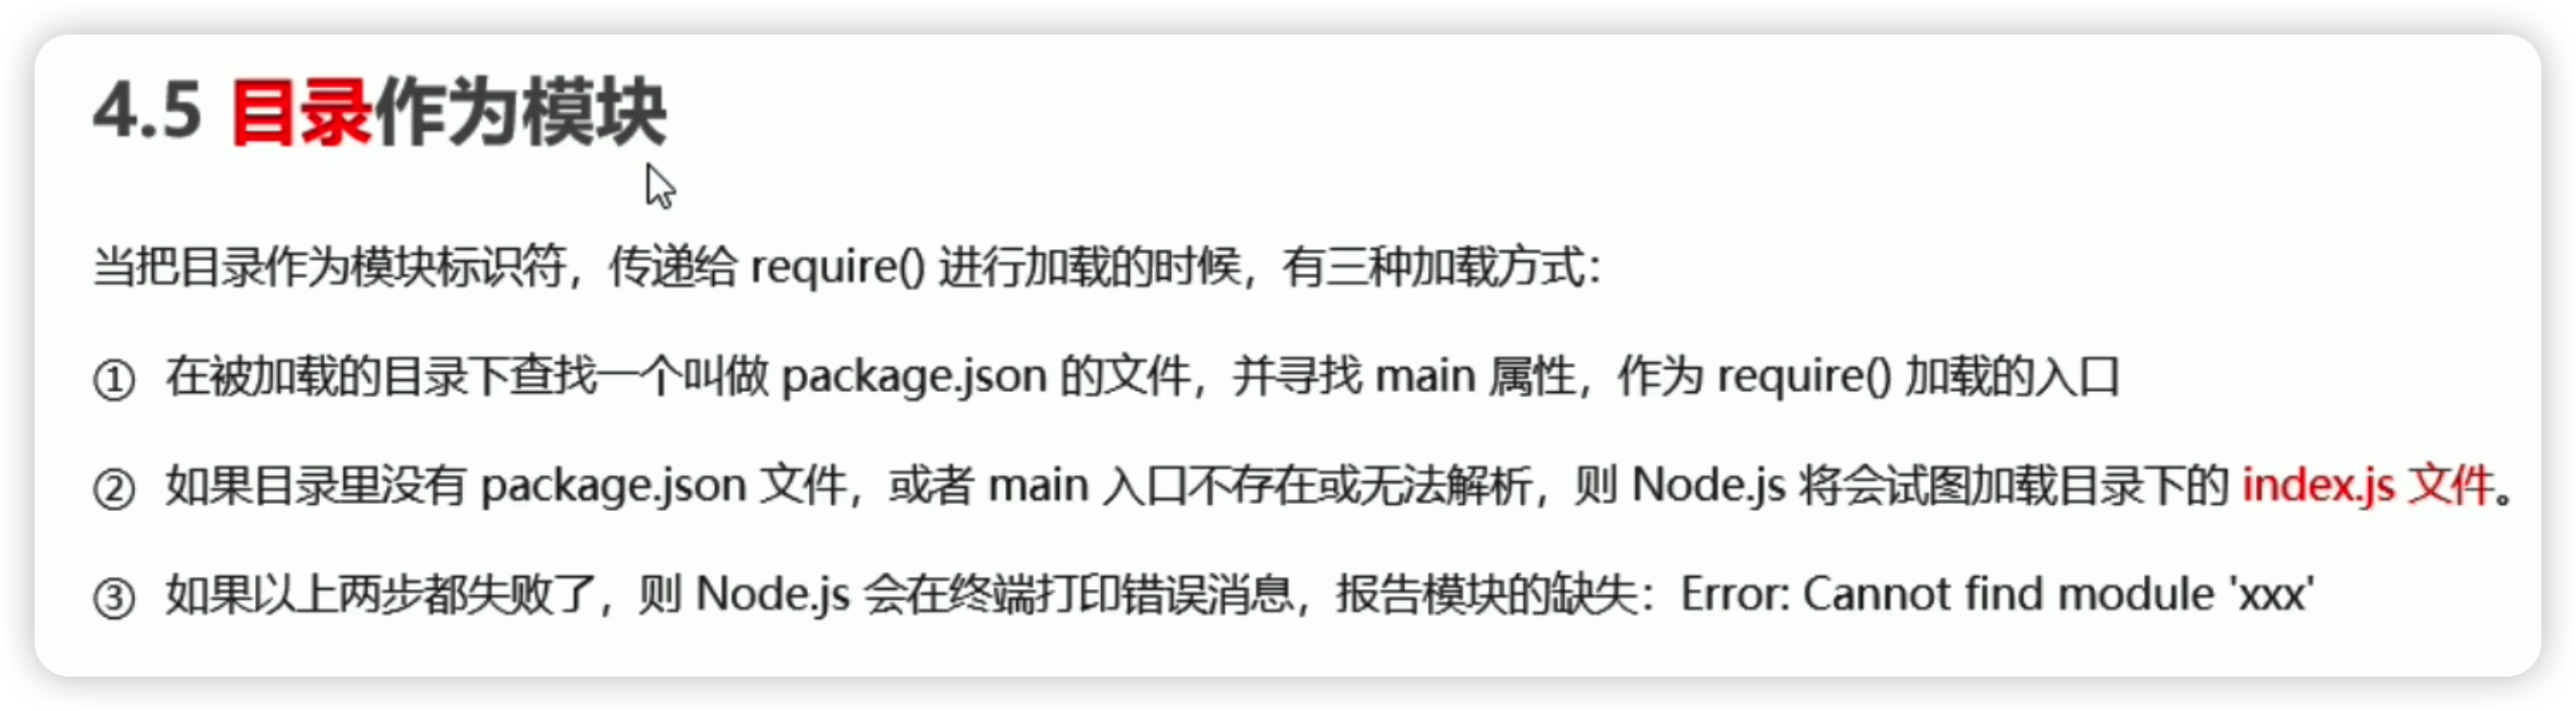 4.5 目录作为模块
当把目录作为模块标识符，传递给 require() 进行加载的时候，有三种加载方式：
① 在被加载的目录下查找一个叫做 package.json 的文件，并寻找 main 属性，作为 require() 加载的入口
② 如果目录里没有 package.json 文件，或者 main 入口不存在或无法解析，则 Node.js 将会试图加载目录下的 index.js 文件。
③ 如果以上两步都失败了，则 Node.js 会在终端打印错误消息，报告模块的缺失：Error: Cannot find module 'xxx'